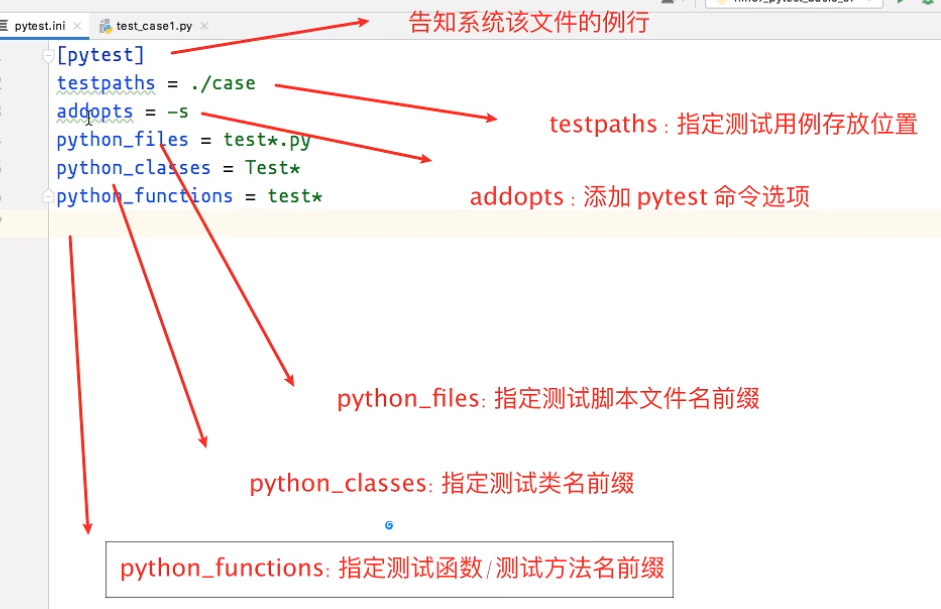 pytest.ini
test_case1.py
告知系统该文件的例行
[pytest]
testpaths = ./case
addopts = -s
testpaths : 指定测试用例存放位置
python_files = test*.py
python_classes = Test*
addopts : 添加 pytest 命令选项
python_functions = test*
python_files: 指定测试脚本文件名前缀
python_classes: 指定测试类名前缀
python_functions: 指定测试函数/测试方法名前缀